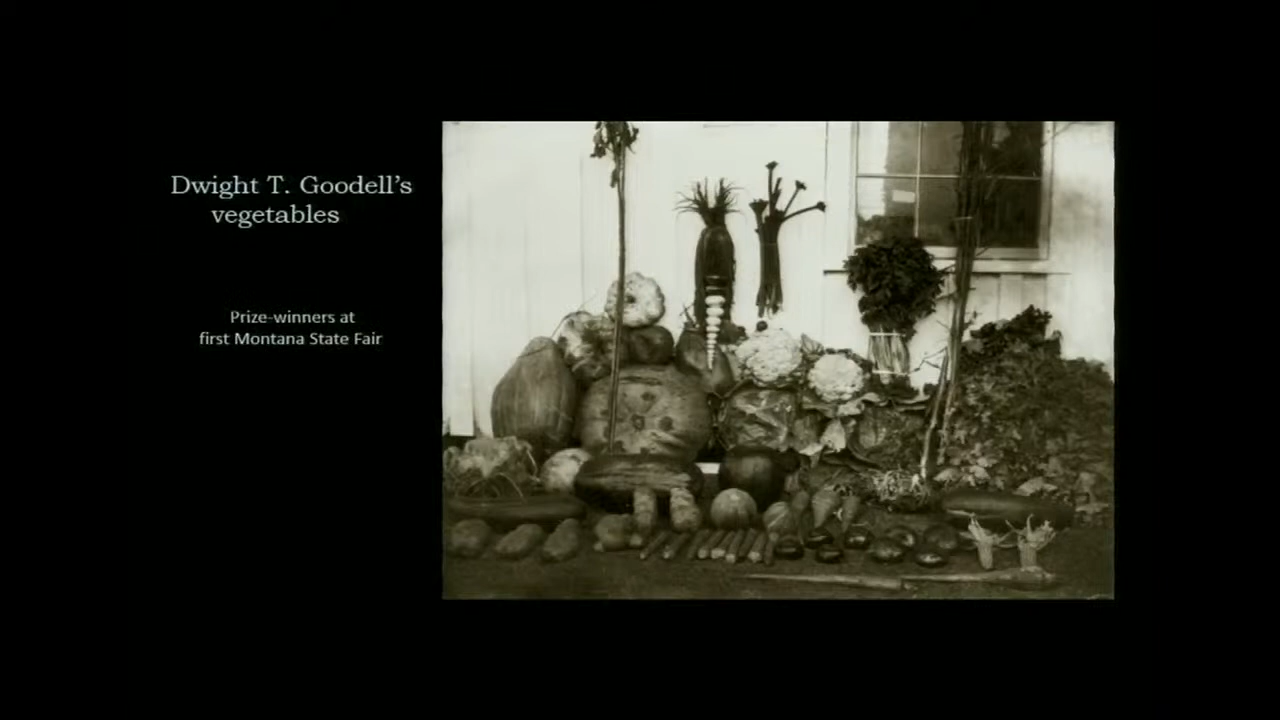 Dwight T. Goodell's
vegetables
Prize-winners at
first Montana State Fair